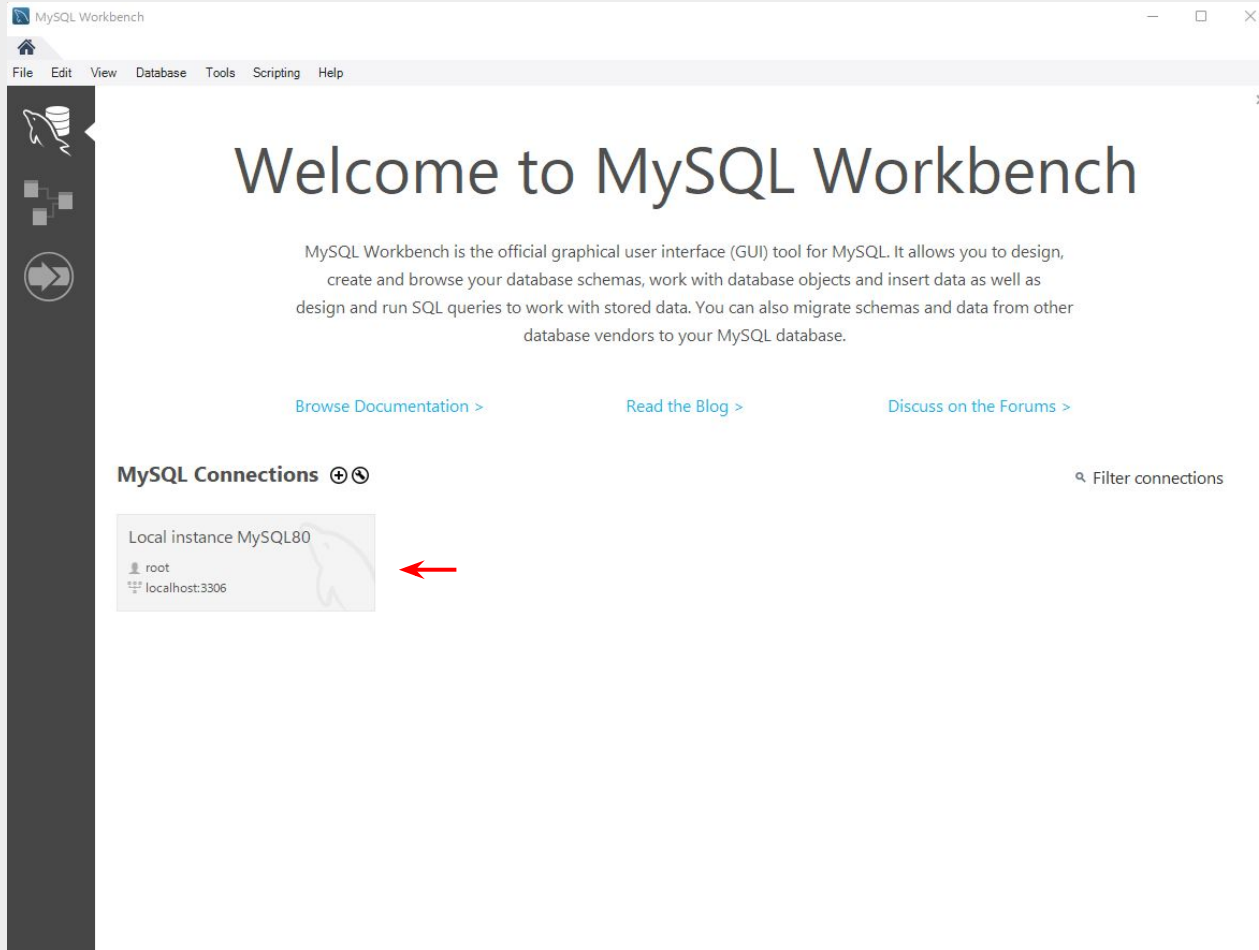 MySQL Workbench
File Edit View Database Tools Scripting Help
Welcome to MySQL Workbench
MySQL Workbench is the official graphical user interface (GUI) tool for MySQL. It allows you to design,
create and browse your database schemas, work with database objects and insert data as well as
design and run SQL queries to work with stored data. You can also migrate schemas and data from other
database vendors to your MySQL database.
Browse Documentation > Read the Blog > Discuss on the Forums >
MySQL Connections
Filter connections
Local instance MySQL80
root
localhost:3306